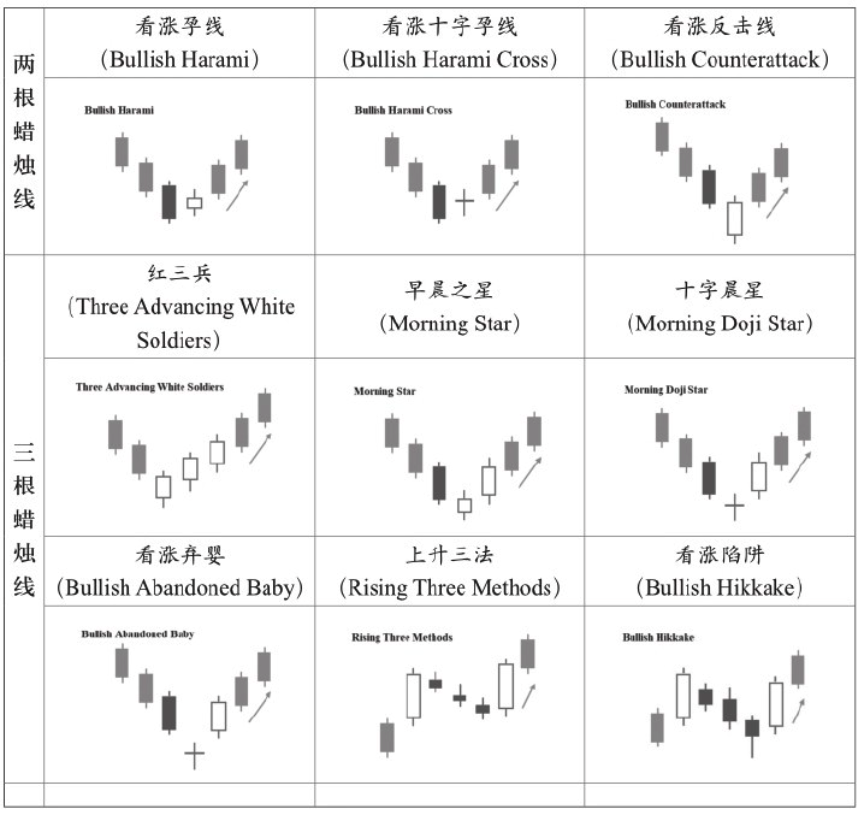 两根蜡烛线
看涨孕线
(Bullish Harami)
看涨十字孕线
(Bullish Harami Cross)
看涨反击线
(Bullish Counterattack)
Bullish Harami
Bullish Harami Cross
Bullish Counterattack
三根蜡烛线
红三兵
(Three Advancing White
Soldiers)
早晨之星
(Morning Star)
十字晨星
(Morning Doji Star)
Three Advancing White Soldiers
Morning Star
Morning Doji Star
看涨弃婴
(Bullish Abandoned Baby)
上升三法
(Rising Three Methods)
看涨陷阱
(Bullish Hikkake)
Bullish Abandoned Baby
Rising Three Methods
Bullish Hikkake